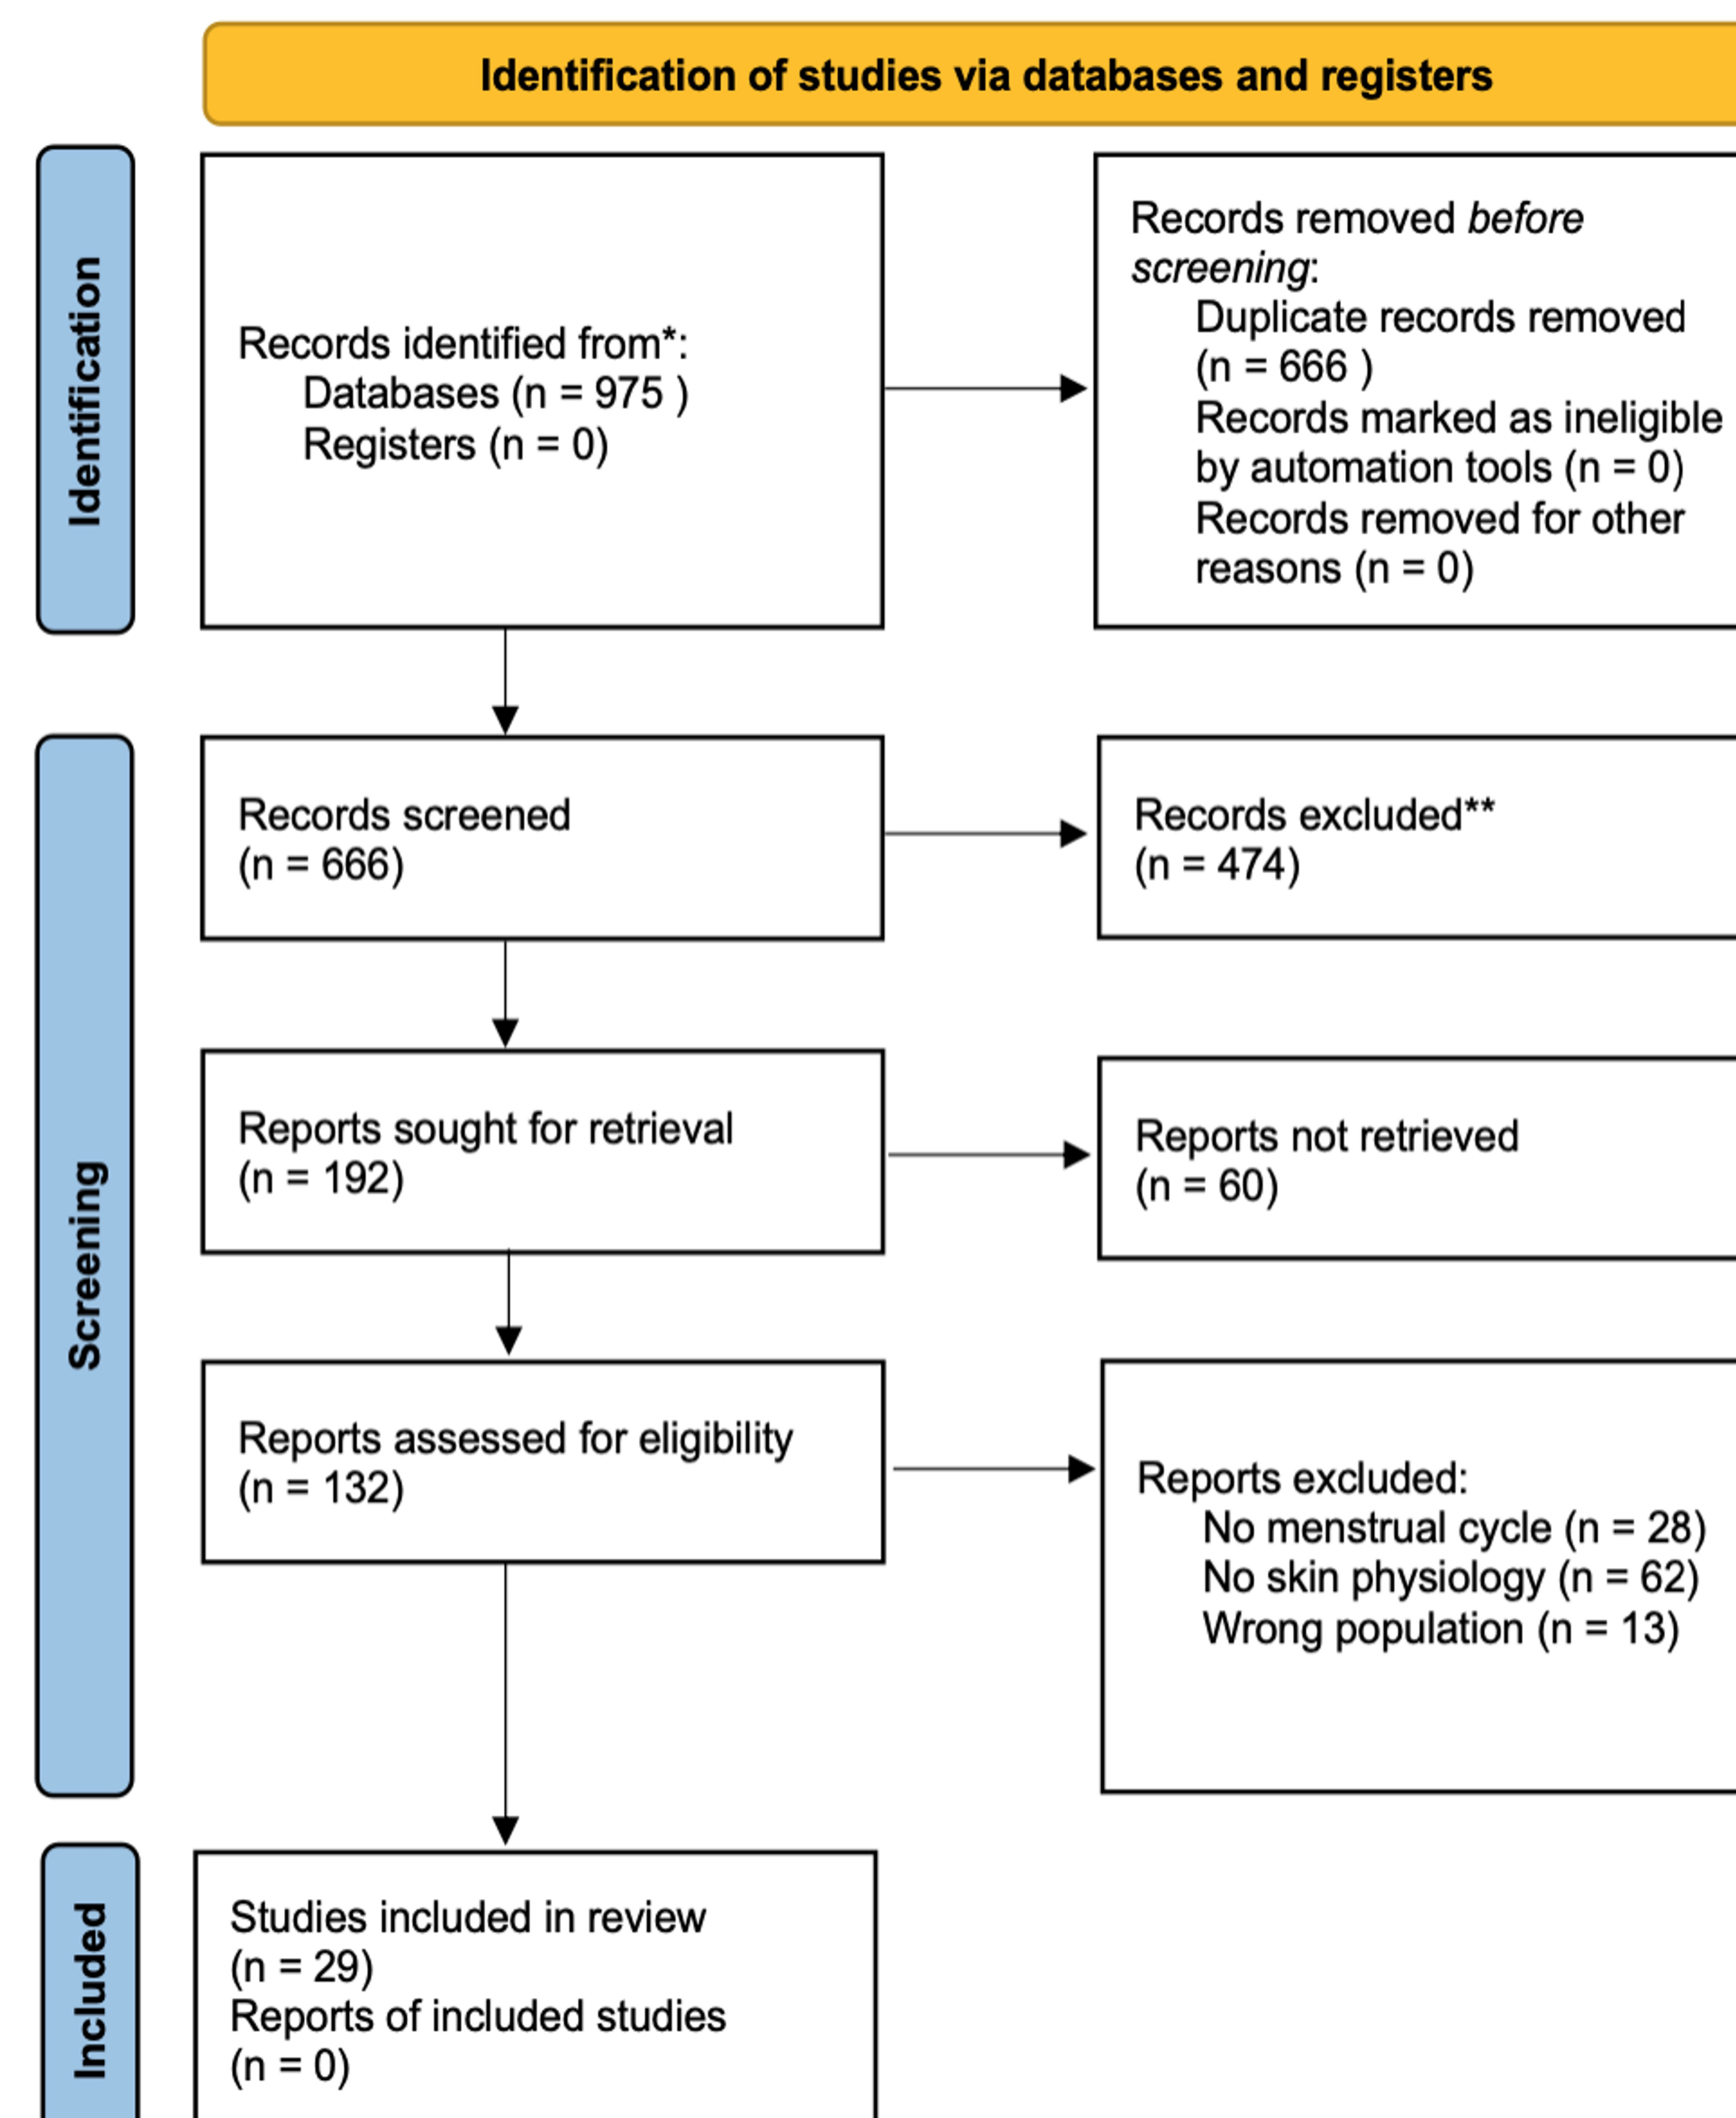 Identification of studies via databases and registers
Identification
Records identified from*:
Databases (n = 975 )
Registers (n = 0)
Records removed before
screening:
Duplicate records removed
(n = 666 )
Records marked as ineligible
by automation tools (n = 0)
Records removed for other
reasons (n = 0)
Screening
Records screened
(n = 666)
Records excluded**
(n = 474)
Reports sought for retrieval
(n = 192)
Reports not retrieved
(n = 60)
Reports assessed for eligibility
(n = 132)
Reports excluded:
No menstrual cycle (n = 28)
No skin physiology (n = 62)
Wrong population (n = 13)
Included
Studies included in review
(n = 29)
Reports of included studies
(n = 0)